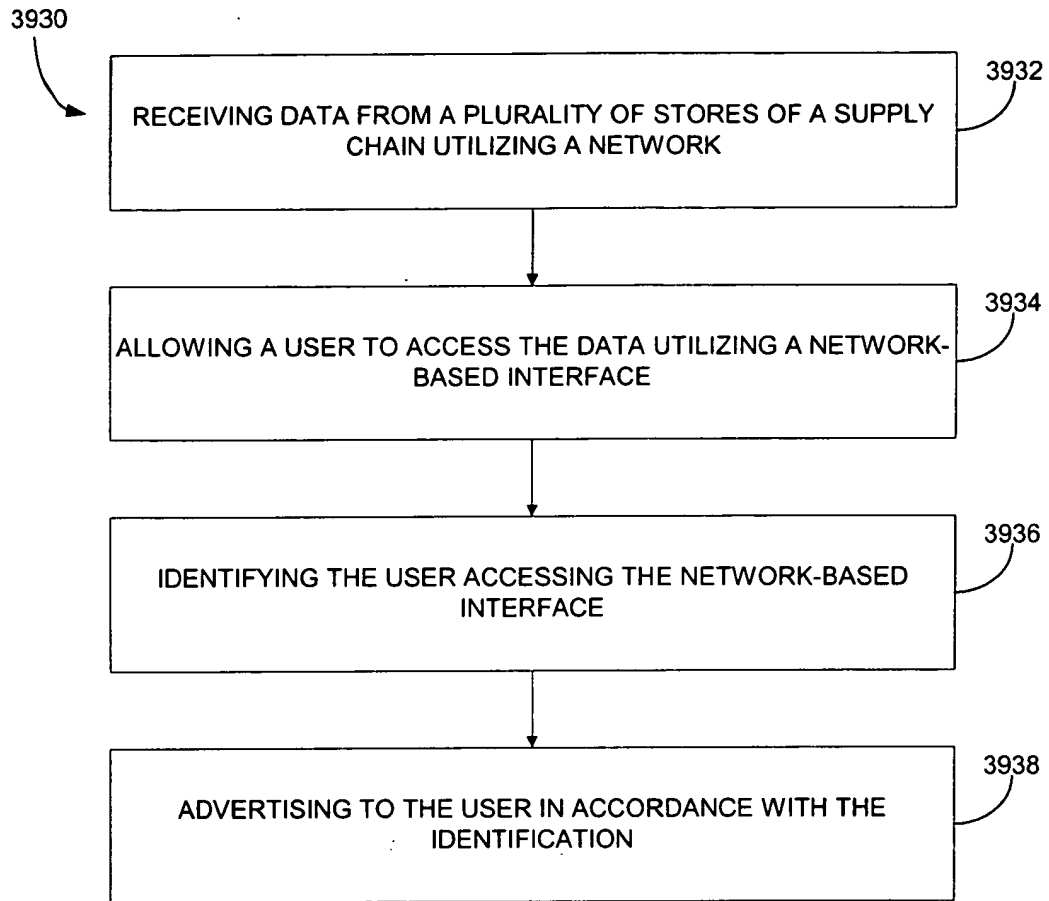 3930
3932
RECEIVING DATA FROM A PLURALITY OF STORES OF A SUPPLY
CHAIN UTILIZING A NETWORK
3934
ALLOWING A USER TO ACCESS THE DATA UTILIZING A NETWORK-
BASED INTERFACE
3936
IDENTIFYING THE USER ACCESSING THE NETWORK-BASED
INTERFACE
3938
ADVERTISING TO THE USER IN ACCORDANCE WITH THE
IDENTIFICATION